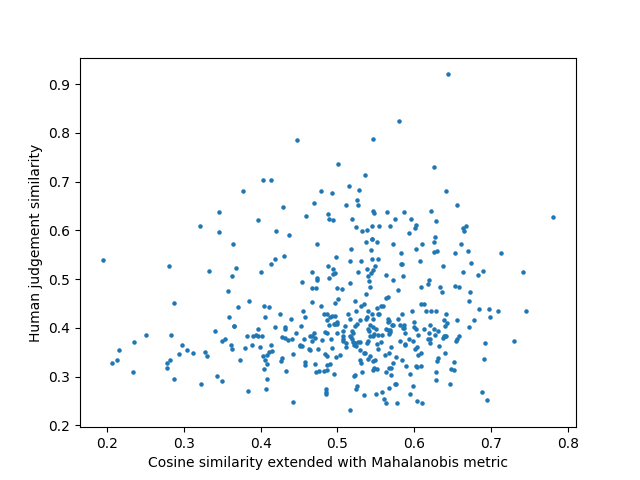 Human judgement similarity
0.9
0.8
0.7
0.6
0.5
0.4
0.3
0.2
0.2 0.3 0.4 0.5 0.6 0.7 0.8
Cosine similarity extended with Mahalanobis metric